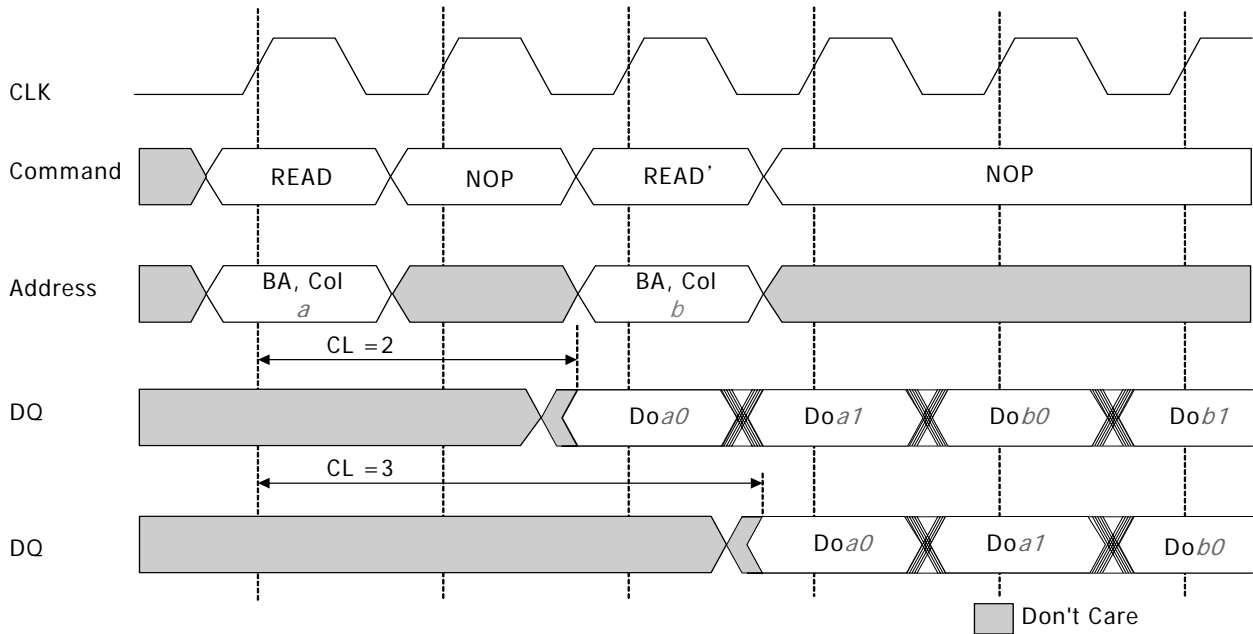 CLK
Command
READ
NOP
READ’
NOP
Address
BA, Col
a
BA, Col
b
CL =2
DQ
Doa0
Doa1
Dob0
Dob1
CL =3
DQ
Doa0
Doa1
Dob0
Don't Care